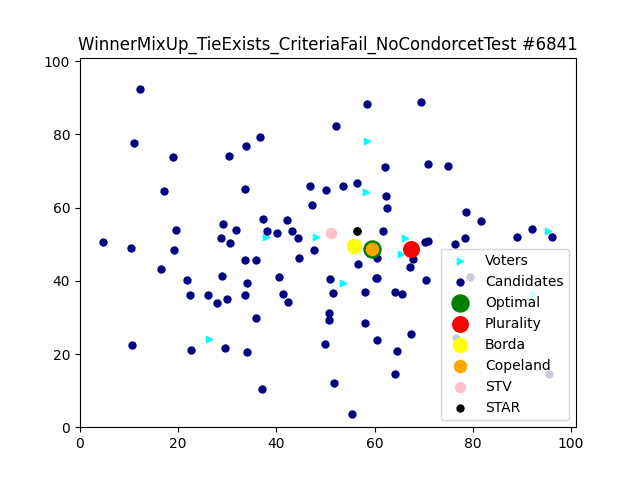 WinnerMixUp_TieExists_CriteriaFail_NoCondorcetTest #6841
100
80
60
40
20
0
0 20 40 60 80 100
Voters
Candidates
Optimal
Plurality
Borda
Copeland
STV
STAR